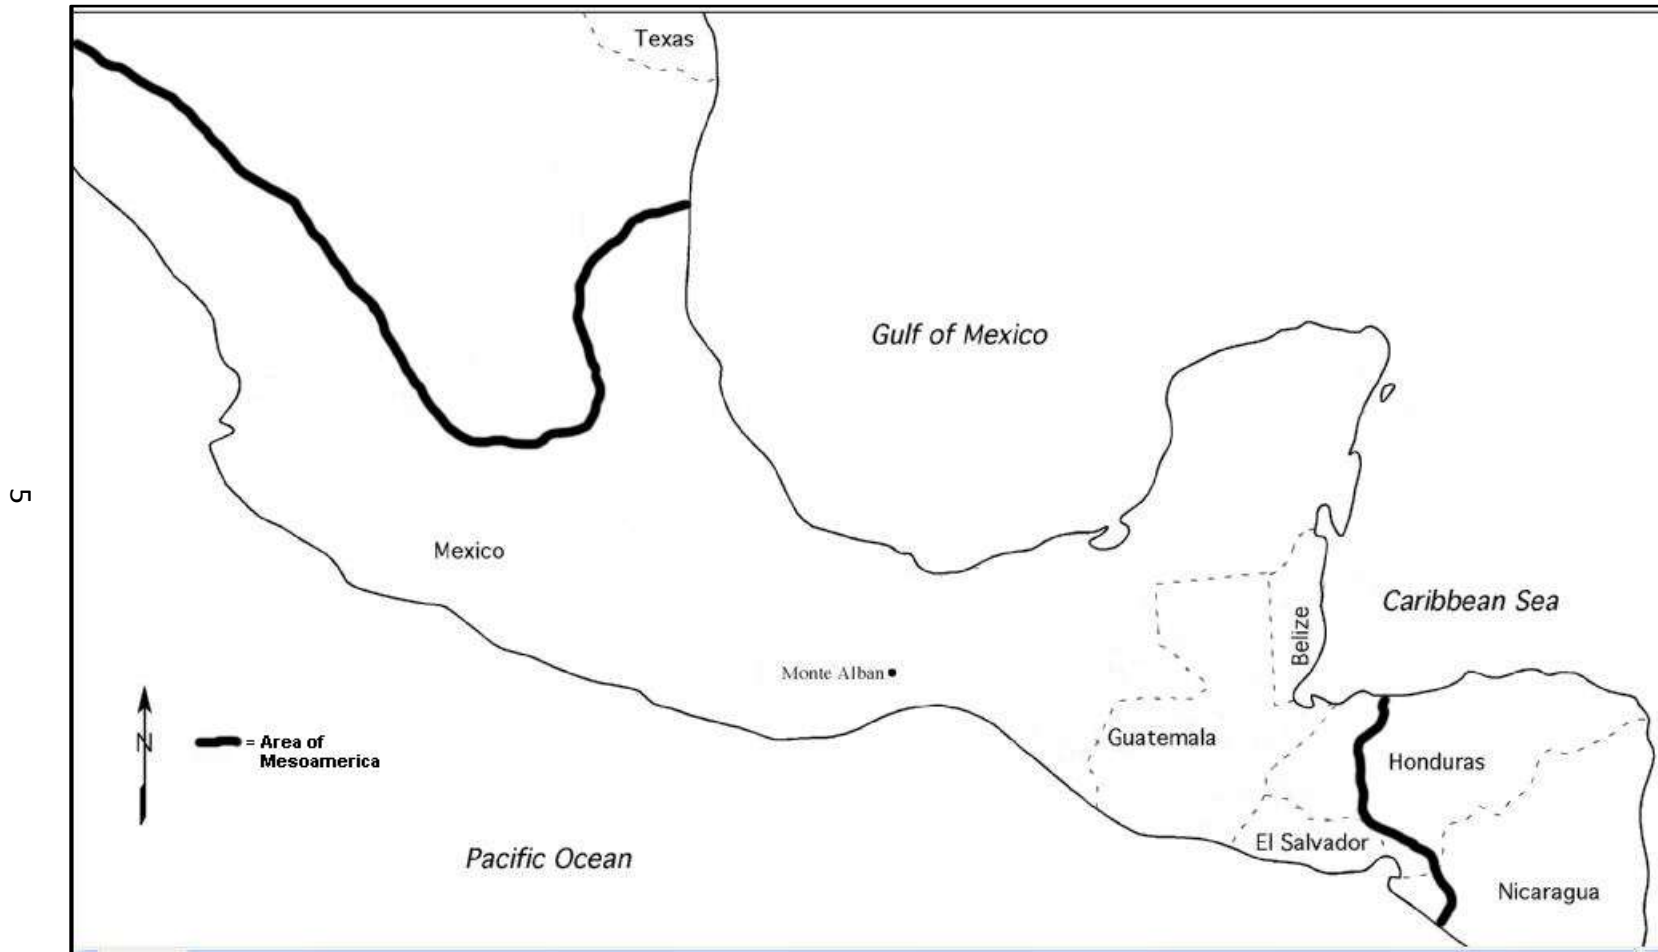 Texas
Gulf of Mexico
5
Mexico
Caribbean Sea
Belize
Monte Alban
N
= Area of
Mesoamerica
Guatemala
Honduras
El Salvador
Pacific Ocean
Nicaragua